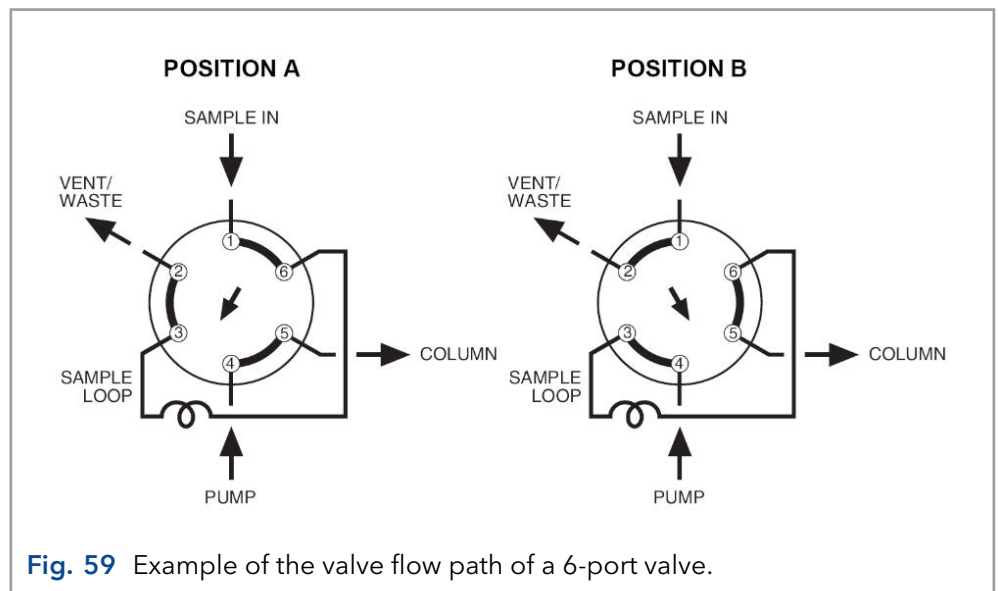 POSITION A
SAMPLE IN
VENT/
WASTE
1
2
6
3
5
4
COLUMN
SAMPLE
LOOP
PUMP
POSITION B
SAMPLE IN
VENT/
WASTE
1
2
6
3
5
4
COLUMN
SAMPLE
LOOP
PUMP
Fig. 59 Example of the valve flow path of a 6-port valve.